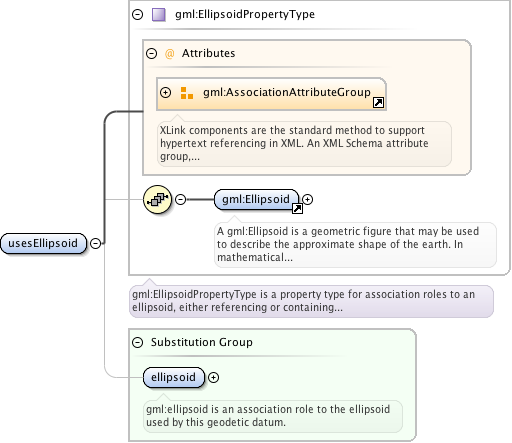 gml:EllipsoidPropertyType
@ Attributes
gml:AssociationAttributeGroup
XLink components are the standard method to support
hypertext referencing in XML. An XML Schema attribute
group,...
gml:Ellipsoid
A gml:Ellipsoid is a geometric figure that may be used
to describe the approximate shape of the earth. In
mathematical...
usesEllipsoid
gml:EllipsoidPropertyType is a property type for association roles to an
ellipsoid, either referencing or containing...
Substitution Group
ellipsoid
gml:ellipsoid is an association role to the ellipsoid
used by this geodetic datum.